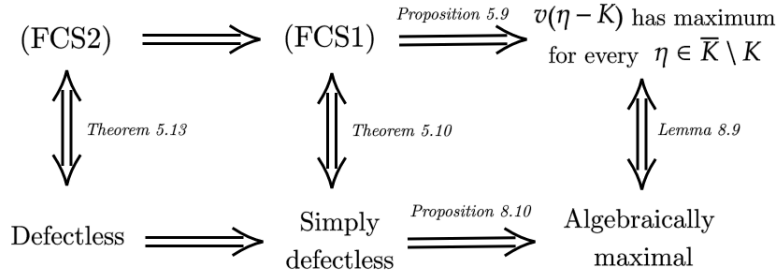 (FCS2)
(FCS1)
Proposition 5.9
v(η − K) has maximum
for every η ∈ K̅ \ K
Theorem 5.13
Theorem 5.10
Lemma 8.9
Defectless
Simply
defectless
Proposition 8.10
Algebraically
maximal